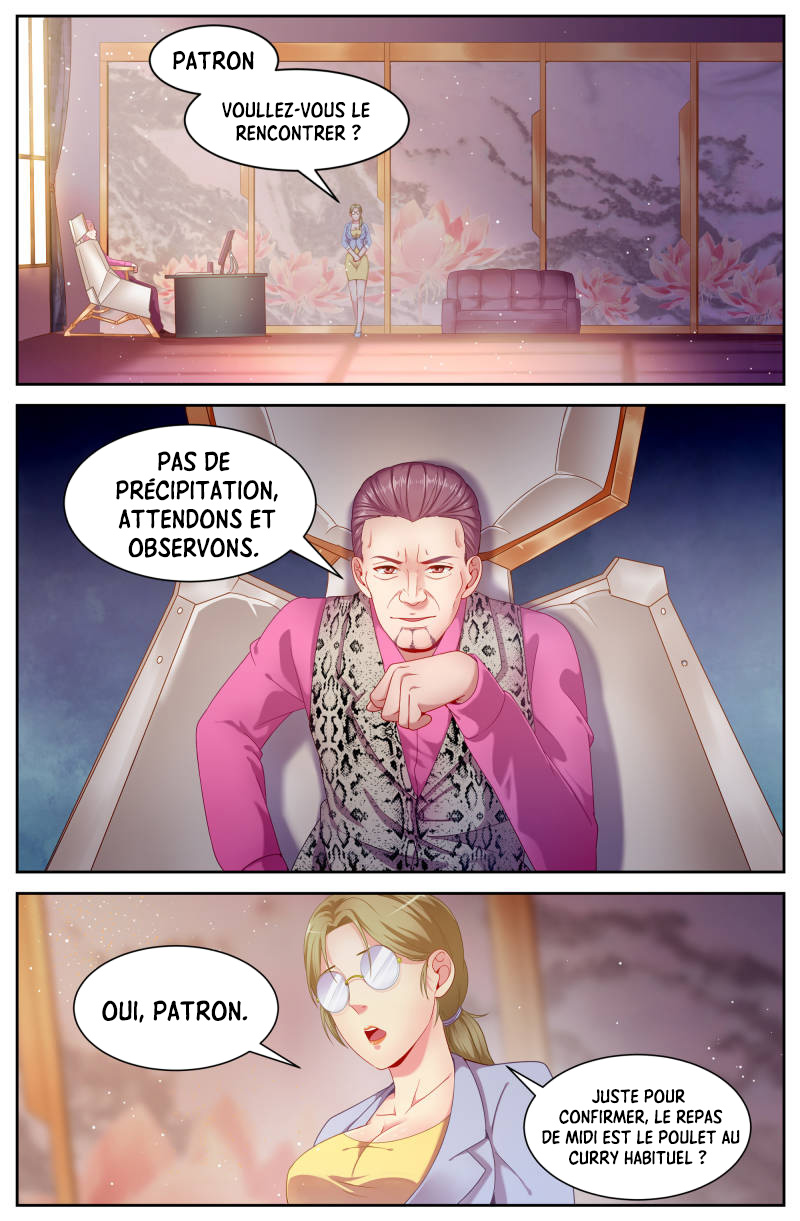 PATRON
VOULLEZ-VOUS LE
RENCONTRER ?
PAS DE
PRÉCIPITATION,
ATTENDONS ET
OBSERVONS.
OUI, PATRON.
JUSTE POUR
CONFIRMER, LE REPAS
DE MIDI EST LE POULET AU
CURRY HABITUEL ?